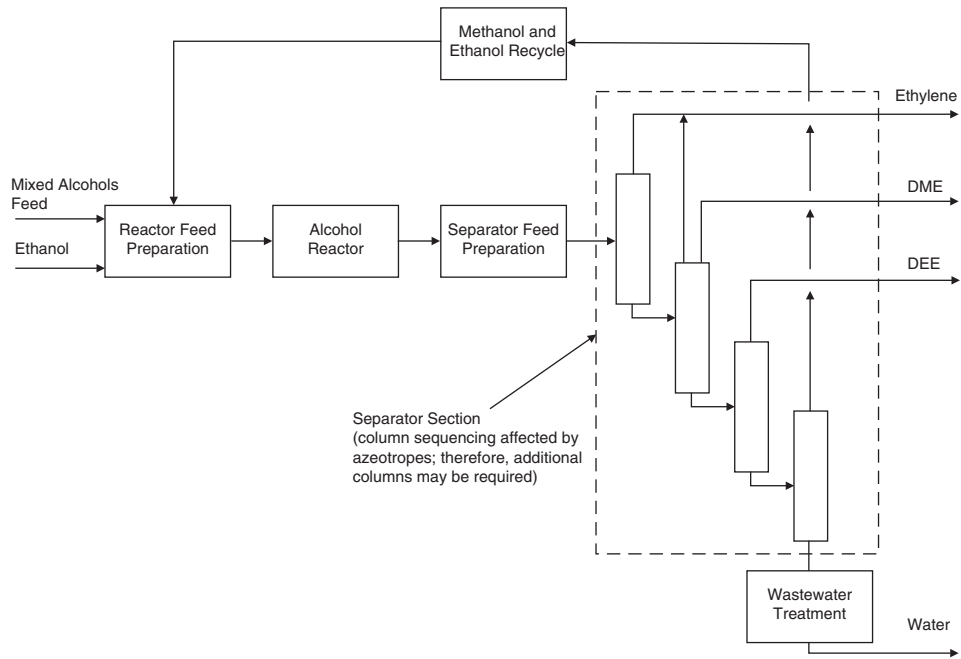 Methanol and
Ethanol Recycle
Ethylene
Mixed Alcohols
Feed
DME
Reactor Feed
Preparation
Alcohol
Reactor
Separator Feed
Preparation
Ethanol
DEE
Separator Section
(column sequencing affected by
azeotropes; therefore, additional
columns may be required)
Wastewater
Treatment
Water